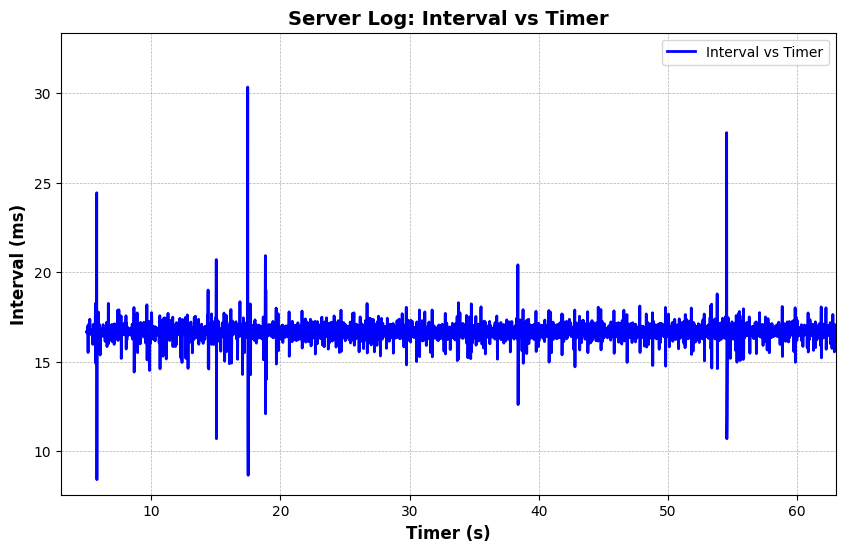 Server Log: Interval vs Timer
Interval vs Timer
Interval (ms)
30
25
20
15
10
10 20 30 40 50 60
Timer (s)